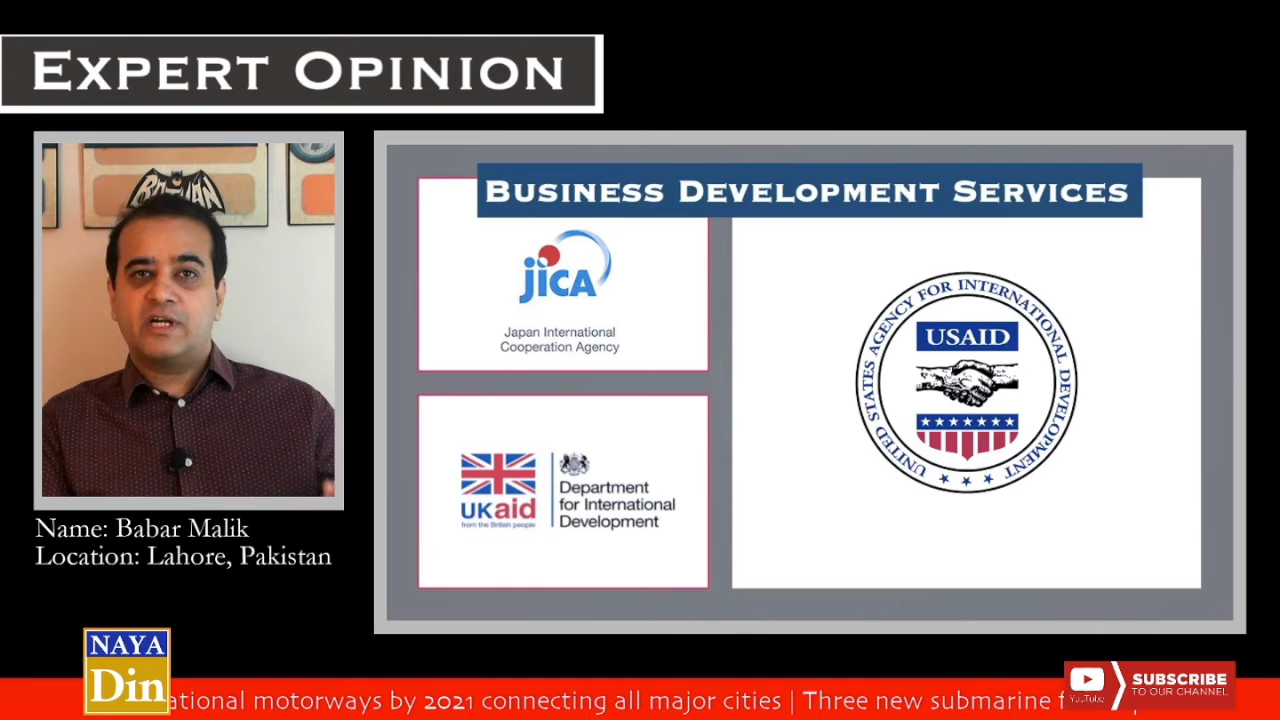 EXPERT OPINION
BATMAN
Name: Babar Malik
Location: Lahore, Pakistan
BUSINESS DEVELOPMENT SERVICES
jICA
Japan International
Cooperation Agency
UKaid
from the British people
Department
for International
Development
UNITED STATES AGENCY FOR INTERNATIONAL DEVELOPMENT
USAID
NAYA
Din
ational motorways by 2021 connecting all major cities | Three new submarine f
YouTube
SUBSCRIBE
TO OUR CHANNEL